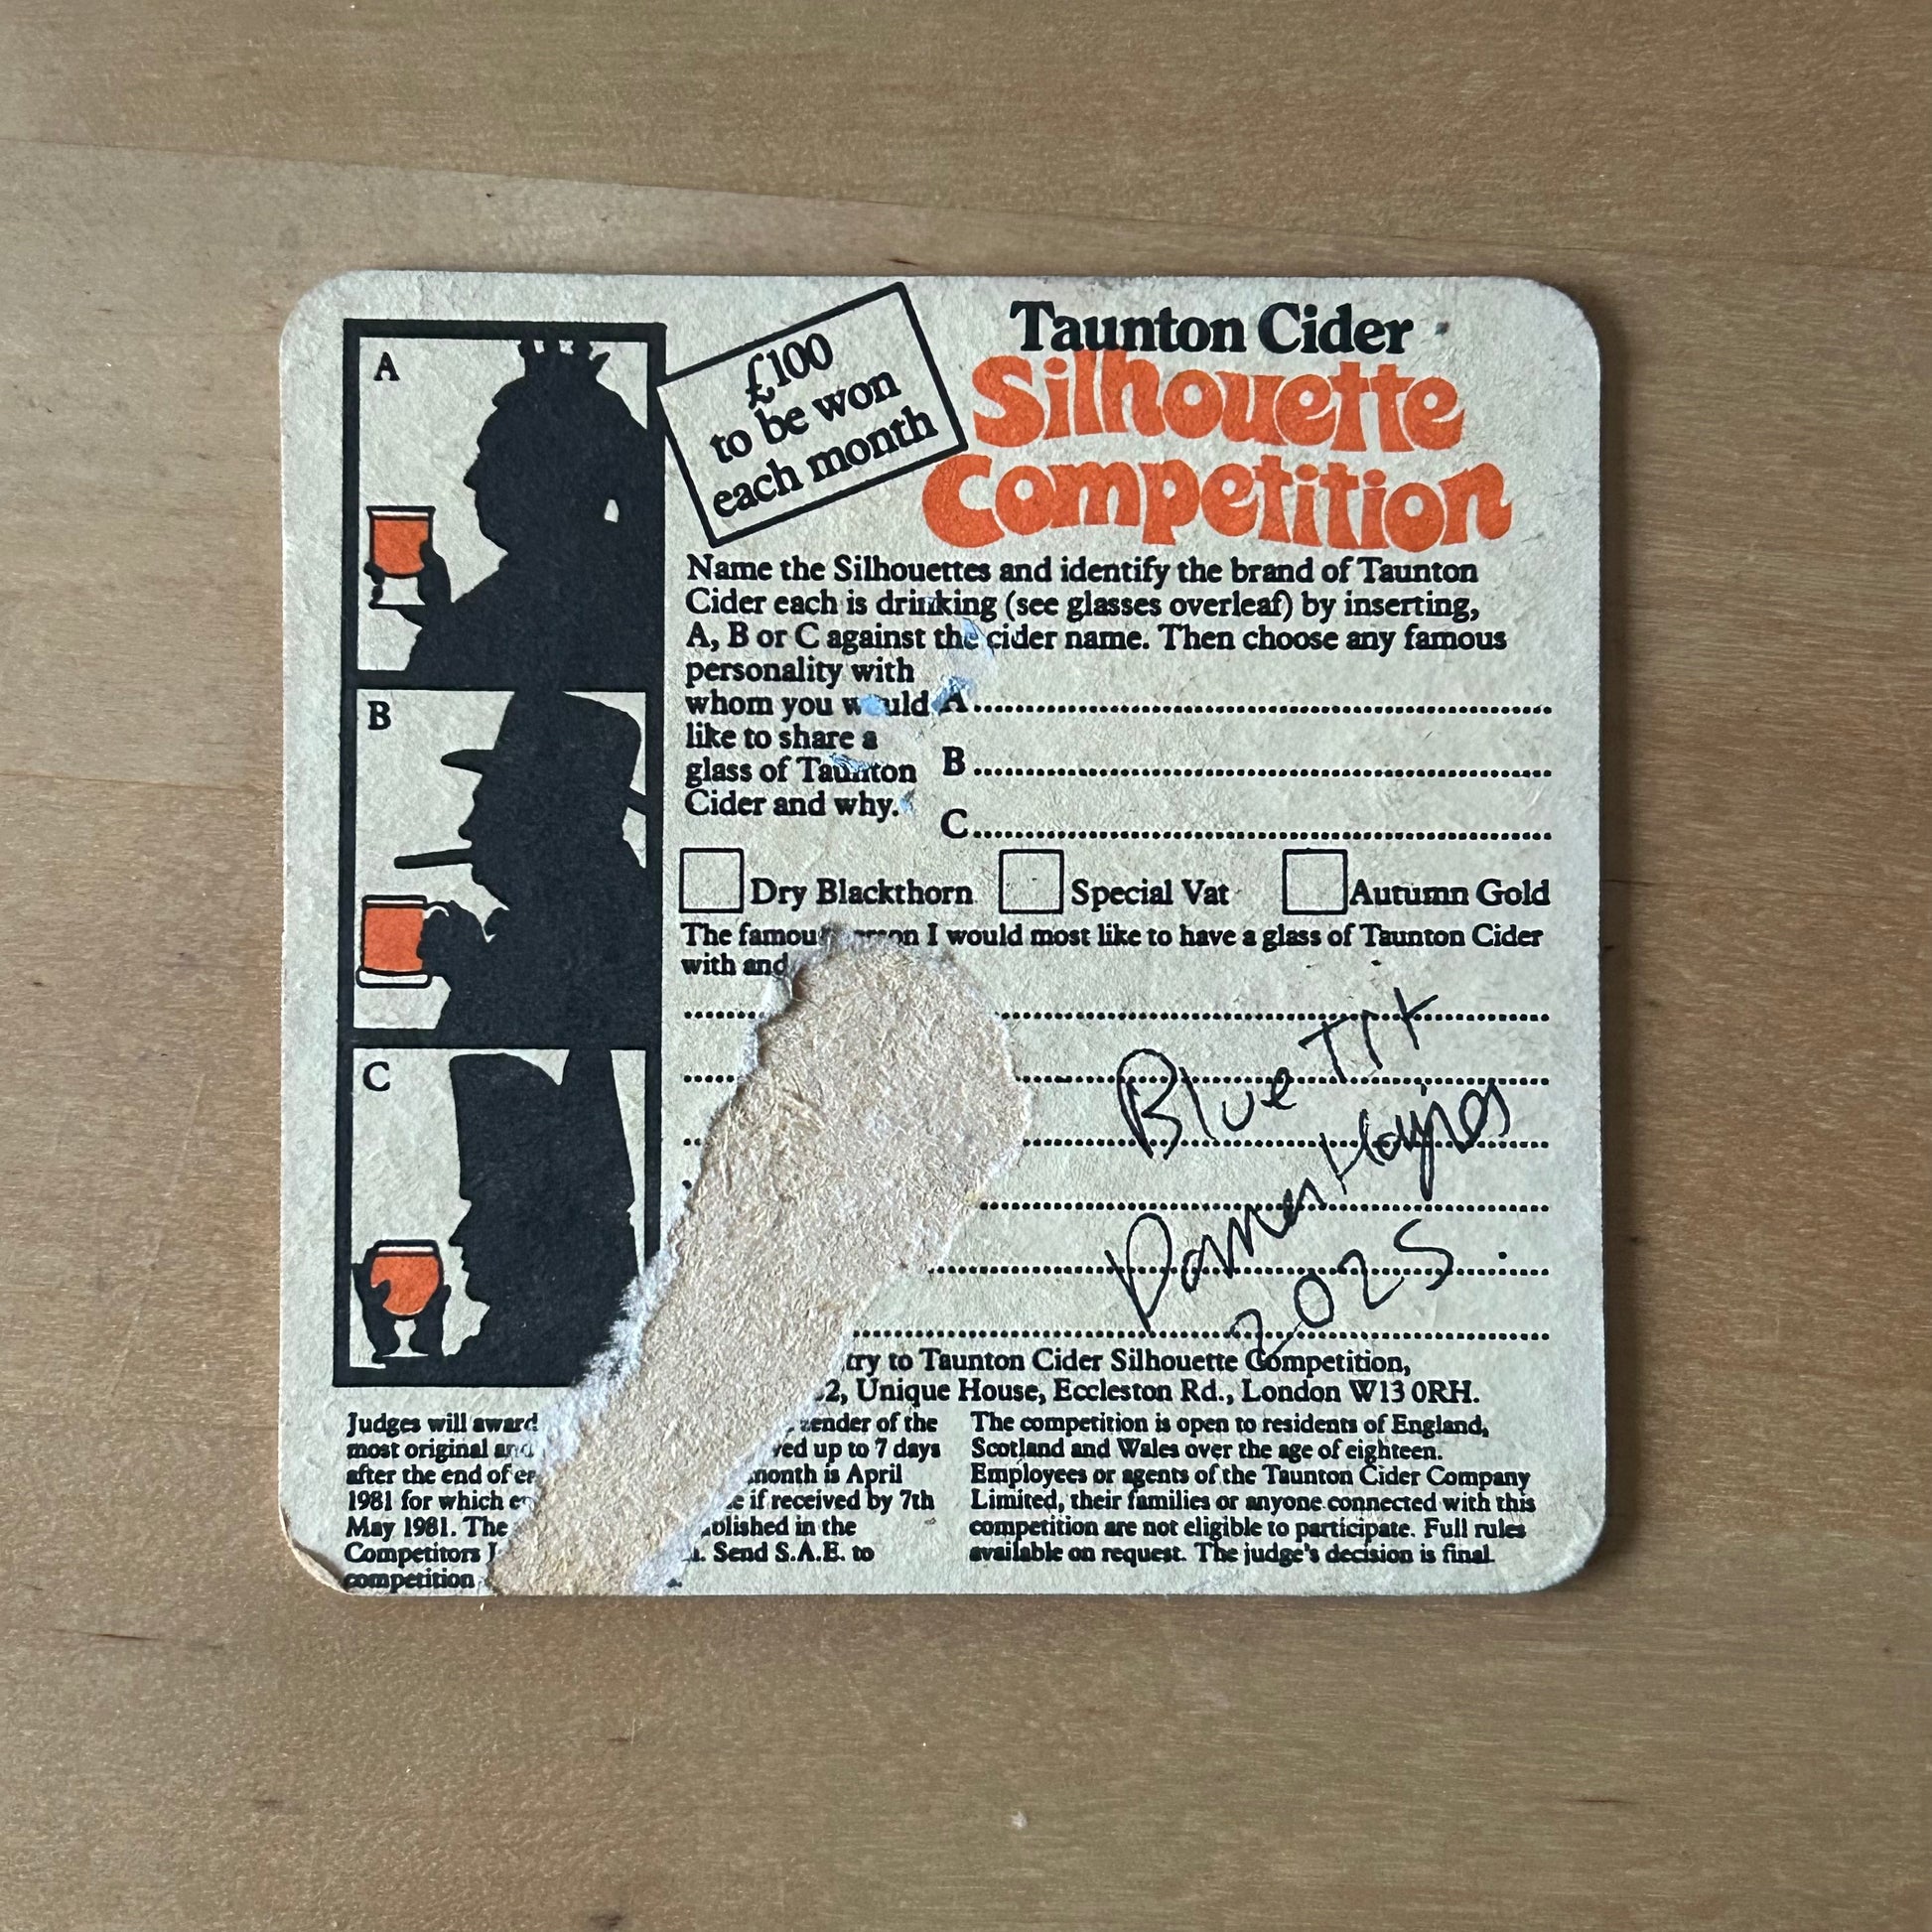 A
B
C
£100
to be won
each month
Taunton Cider
Silhouette
Competition
Name the Silhouettes and identify the brand of Taunton
Cider each is drinking (see glasses overleaf) by inserting,
A, B or C against the cider name. Then choose any famous
personality with
whom you would
like to share a
glass of Taunton
Cider and why.
A
B
C
Dry Blackthorn
Special Vat
Autumn Gold
The famous person I would most like to have a glass of Taunton Cider
with and
Blue Tit
Haynes
2025
try to Taunton Cider Silhouette Competition,
2, Unique House, Eccleston Rd., London W13 0RH.
Judges will award sender of the
most original and ved up to 7 days
after the end of month is April
1981 for which if received by 7th
May 1981. The blished in the
Competitors Send S.A.E. to
competition
The competition is open to residents of England,
Scotland and Wales over the age of eighteen.
Employees or agents of the Taunton Cider Company
Limited, their families or anyone connected with this
competition are not eligible to participate. Full rules
available on request. The judge's decision is final.